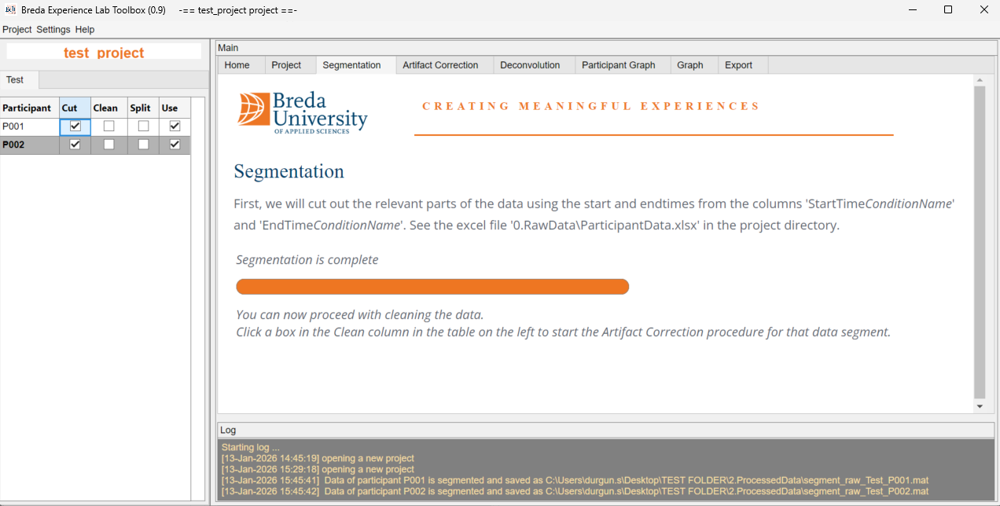 Breda Experience Lab Toolbox (0.9) -== test_project project ==-
Project Settings Help
test_project
Test
Participant Cut Clean Split Use
P001
P002
Main
Home Project Segmentation Artifact Correction Deconvolution Participant Graph Graph Export
Breda
University
OF APPLIED SCIENCES
CREATING MEANINGFUL EXPERIENCES
Segmentation
First, we will cut out the relevant parts of the data using the start and endtimes from the columns 'StartTimeConditionName'
and 'EndTimeConditionName'. See the excel file '0.RawData\ParticipantData.xlsx' in the project directory.
Segmentation is complete
You can now proceed with cleaning the data.
Click a box in the Clean column in the table on the left to start the Artifact Correction procedure for that data segment.
Log
Starting log ...
[13-Jan-2026 14:45:19] opening a new project
[13-Jan-2026 15:29:18] opening a new project
[13-Jan-2026 15:45:41] Data of participant P001 is segmented and saved as C:\Users\durgun.s\Desktop\TEST FOLDER\2.ProcessedData\segment_raw_Test_P001.mat
[13-Jan-2026 15:45:42] Data of participant P002 is segmented and saved as C:\Users\durgun.s\Desktop\TEST FOLDER\2.ProcessedData\segment_raw_Test_P002.mat